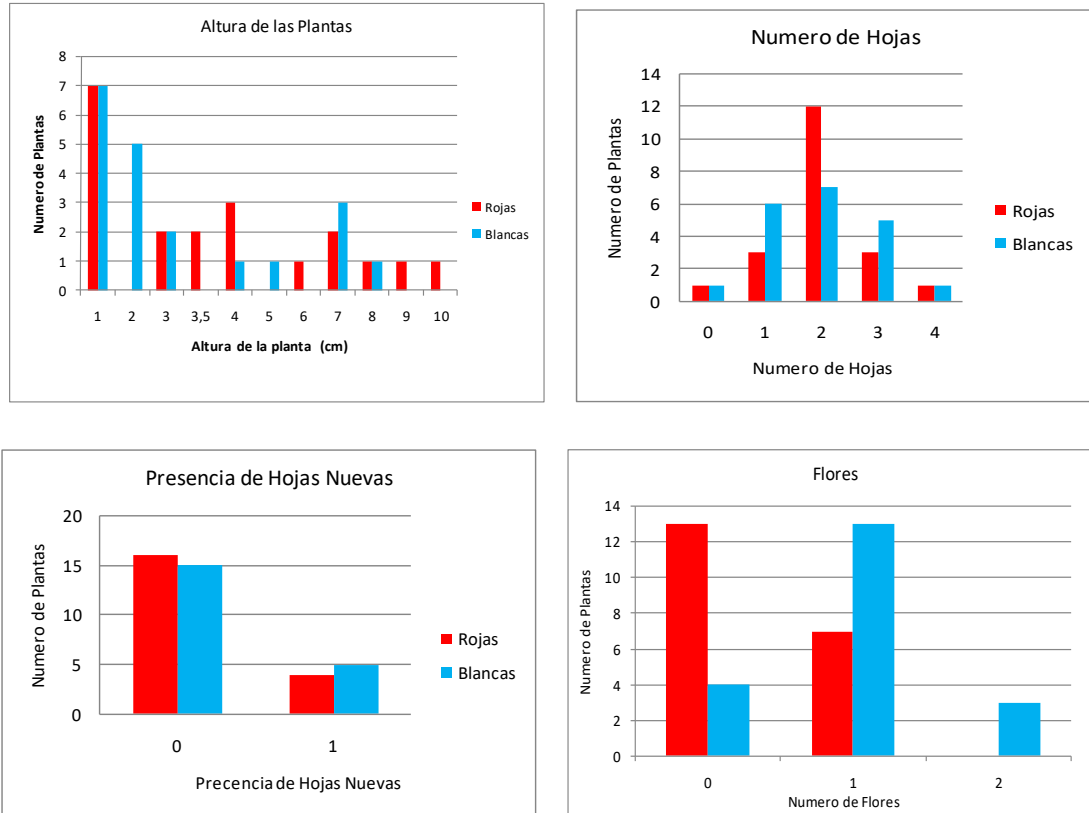 Altura de las Plantas
8
7
6
5
4
3
2
1
0
Numero de Plantas
1 2 3 3,5 4 5 6 7 8 9 10
Altura de la planta (cm)
Rojas
Blancas
Numero de Hojas
14
12
10
8
6
4
2
0
Numero de Plantas
0 1 2 3 4
Numero de Hojas
Rojas
Blancas
Presencia de Hojas Nuevas
20
15
10
5
0
Numero de Plantas
0 1
Precencia de Hojas Nuevas
Rojas
Blancas
Flores
14
12
10
8
6
4
2
0
Numero de Plantas
0 1 2
Numero de Flores